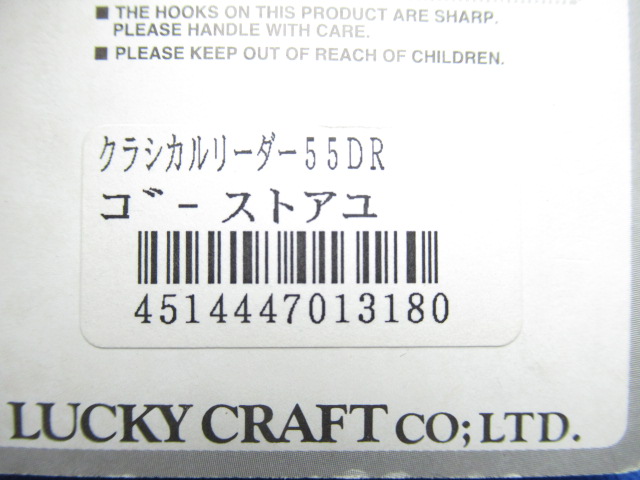 ■ THE HOOKS ON THIS PRODUCT ARE SHARP.
PLEASE HANDLE WITH CARE.
■ PLEASE KEEP OUT OF REACH OF CHILDREN.
クラシカルリーダー55DR
ゴーストアユ
4514447013180
LUCKY CRAFT CO;LTD.